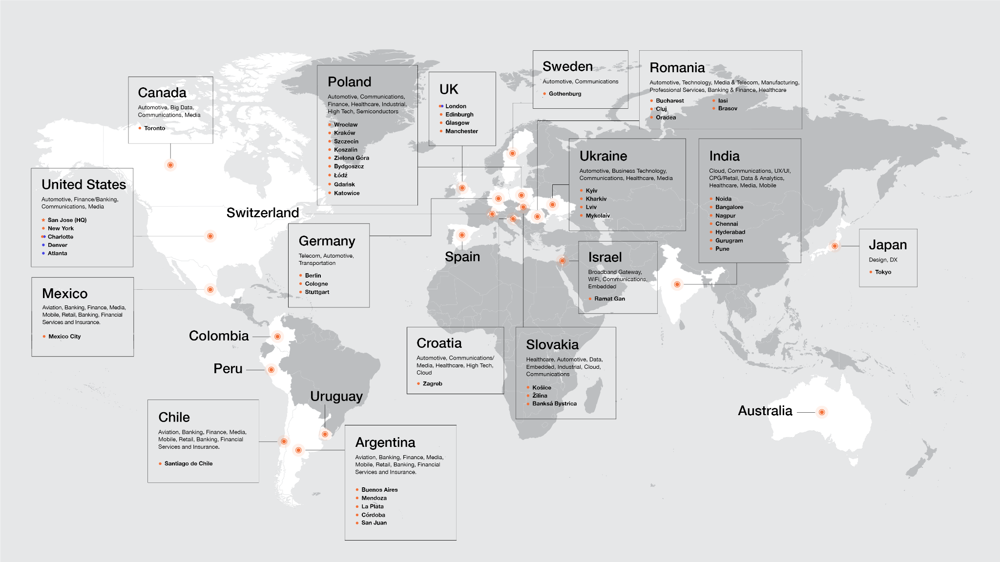 Canada
Automotive, Big Data,
Communications, Media
Toronto
United States
Automotive, Finance/Banking,
Communications, Media
San Jose (HQ)
New York
Charlotte
Denver
Atlanta
Mexico
Aviation, Banking, Finance, Media,
Mobile, Retail, Banking, Financial
Services and Insurance.
Mexico City
Poland
Automotive, Communications,
Finance, Healthcare, Industrial,
High Tech, Semiconductors
Wrocław
Kraków
Szczecin
Koszalin
Zielona Góra
Bydgoszcz
Łódź
Gdańsk
Katowice
UK
London
Edinburgh
Glasgow
Manchester
Sweden
Automotive, Communications
Gothenburg
Romania
Automotive, Technology, Media & Telecom, Manufacturing,
Professional Services, Banking & Finance, Healthcare
Bucharest
Cluj
Oradea
Iasi
Brasov
Ukraine
Automotive, Business Technology,
Communications, Healthcare, Media
Kyiv
Kharkiv
Lviv
Mykolaiv
India
Cloud, Communications, UX/UI,
CPG/Retail, Data & Analytics,
Healthcare, Media, Mobile
Noida
Bangalore
Nagpur
Chennai
Hyderabad
Gurugram
Pune
Switzerland
Germany
Telecom, Automotive,
Transportation
Berlin
Cologne
Stuttgart
Spain
Israel
Broadband Gateway,
WiFi, Communications,
Embedded
Ramat Gan
Japan
Design, DX
Tokyo
Colombia
Peru
Uruguay
Croatia
Automotive, Communications/
Media, Healthcare, High Tech,
Cloud
Zagreb
Slovakia
Healthcare, Automotive, Data,
Embedded, Industrial, Cloud,
Communications
Košice
Žilina
Banksá Bystrica
Australia
Chile
Aviation, Banking, Finance, Media,
Mobile, Retail, Banking, Financial
Services and Insurance.
Santiago de Chile
Argentina
Aviation, Banking, Finance, Media,
Mobile, Retail, Banking, Financial
Services and Insurance.
Buenos Aires
Mendoza
La Plata
Córdoba
San Juan